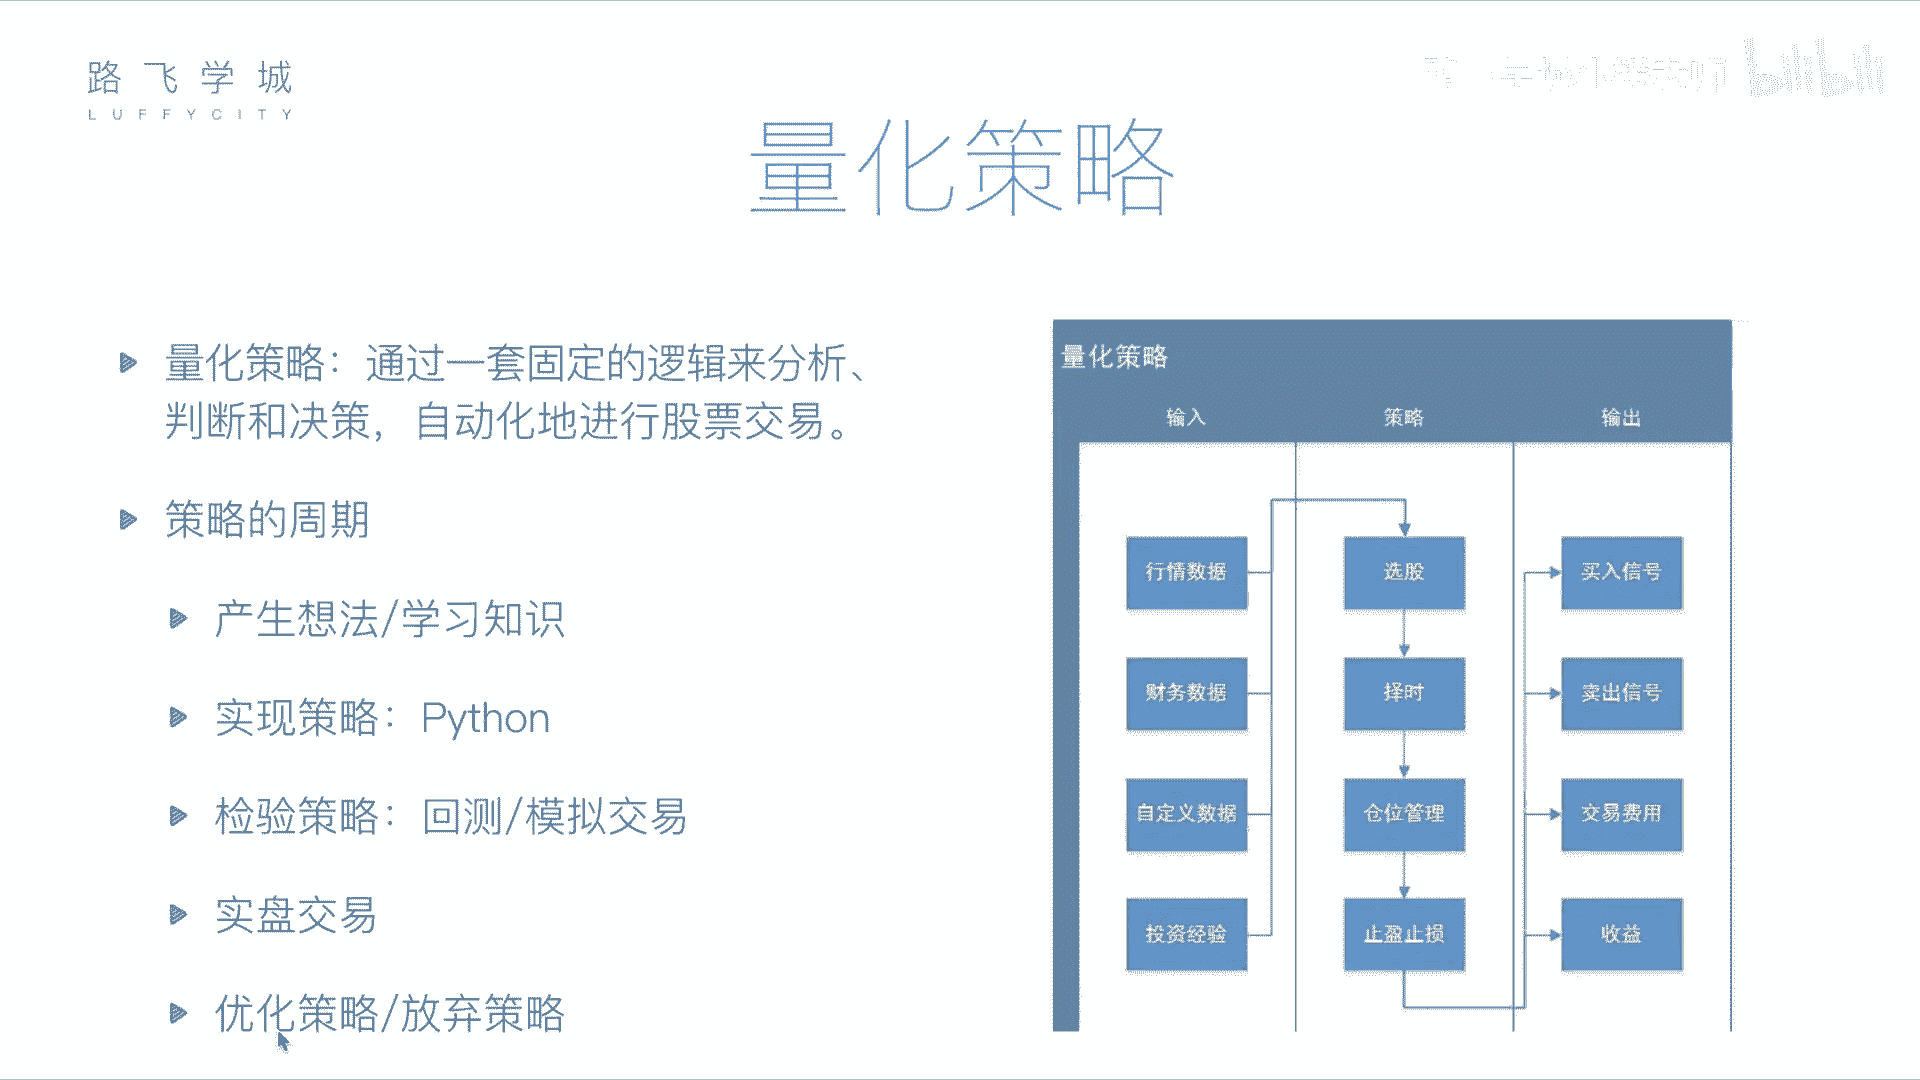 路飞学城
LUFFYCITY
bilibili
量化策略
量化策略：通过一套固定的逻辑来分析、
判断和决策，自动化地进行股票交易。
策略的周期
产生想法/学习知识
实现策略：Python
检验策略：回测/模拟交易
实盘交易
优化策略/放弃策略
量化策略
输入 策略 输出
行情数据 选股 买入信号
财务数据 择时 卖出信号
自定义数据 仓位管理 交易费用
投资经验 止盈止损 收益